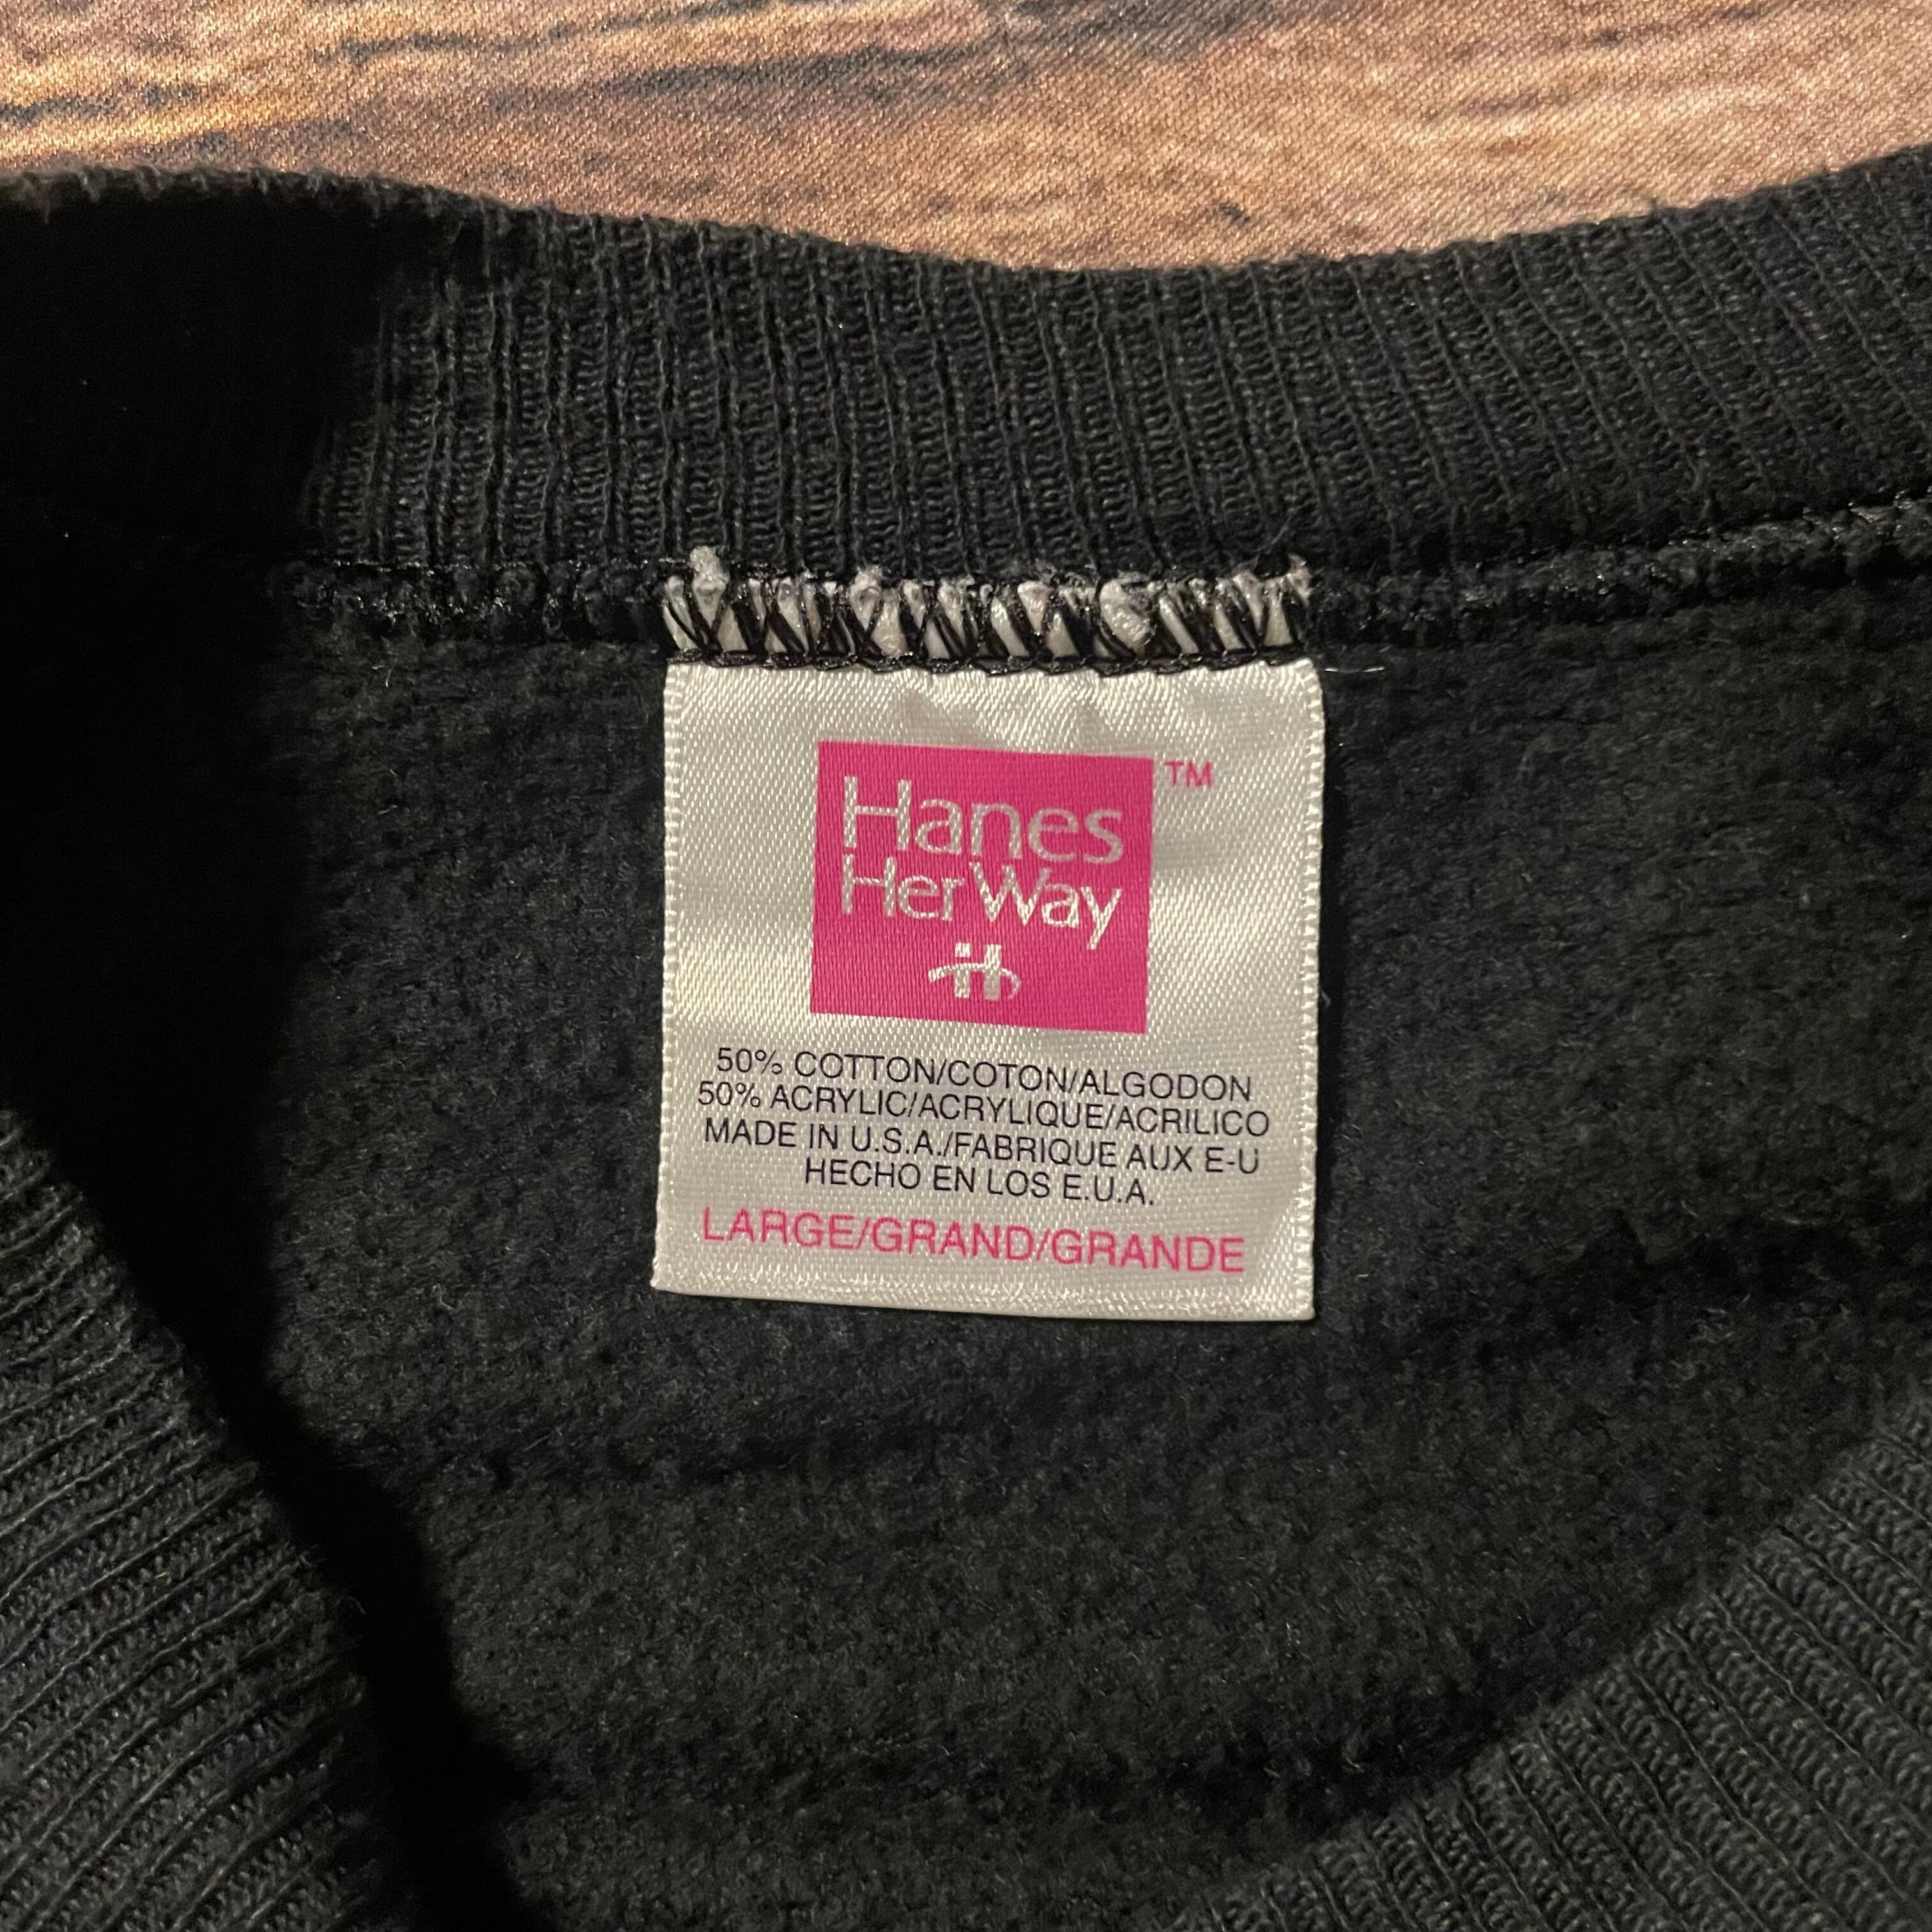 Hanes
Her Way
TM
50% COTTON/COTON/ALGODON
50% ACRYLIC/ACRYLIQUE/ACRILICO
MADE IN U.S.A./FABRIQUE AUX E-U
HECHO EN LOS E.U.A.
LARGE/GRAND/GRANDE